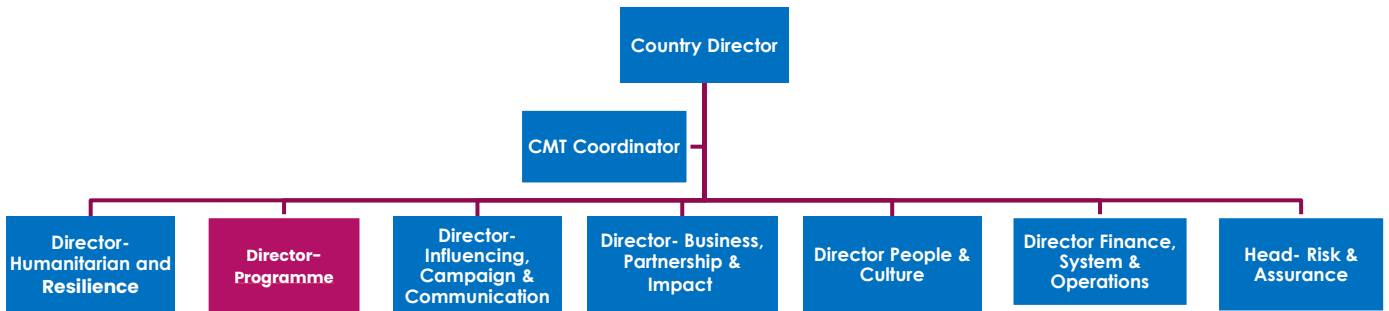 Country Director
CMT Coordinator
Director-
Humanitarian and
Resilience
Director–
Programme
Director-
Influencing,
Campaign &
Communication
Director- Business,
Partnership &
Impact
Director People &
Culture
Director Finance,
System &
Operations
Head- Risk &
Assurance